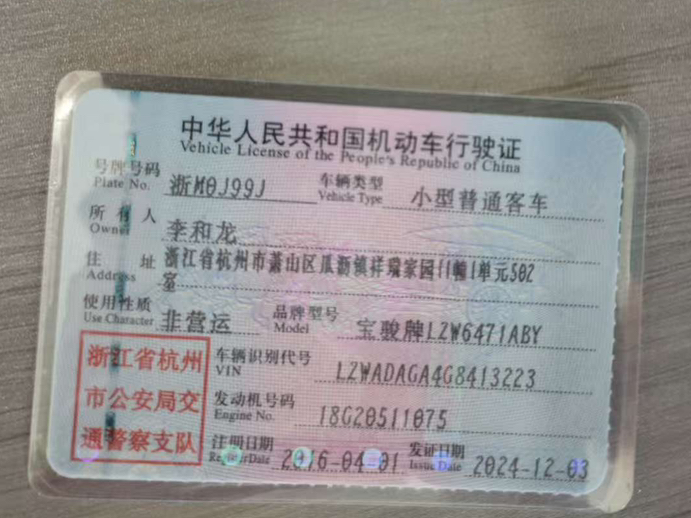 中华人民共和国机动车行驶证
Vehicle License of the People's Republic of China
号牌号码 浙M0J99J 车辆类型 小型普通客车
Plate No. Vehicle Type
所有人 李和龙
Owner
住址 浙江省杭州市萧山区瓜沥镇祥瑞家园11幢1单元502
Address 室
使用性质 非营运 品牌型号 宝骏牌LZW6471ABY
Use Character Model
浙江省杭州 车辆识别代号 LZWADAGA4G8413223
VIN
市公安局交 发动机号码 18G20511075
Engine No.
通警察支队 注册日期 2016-04-01 发证日期 2024-12-03
Register Date Issue Date